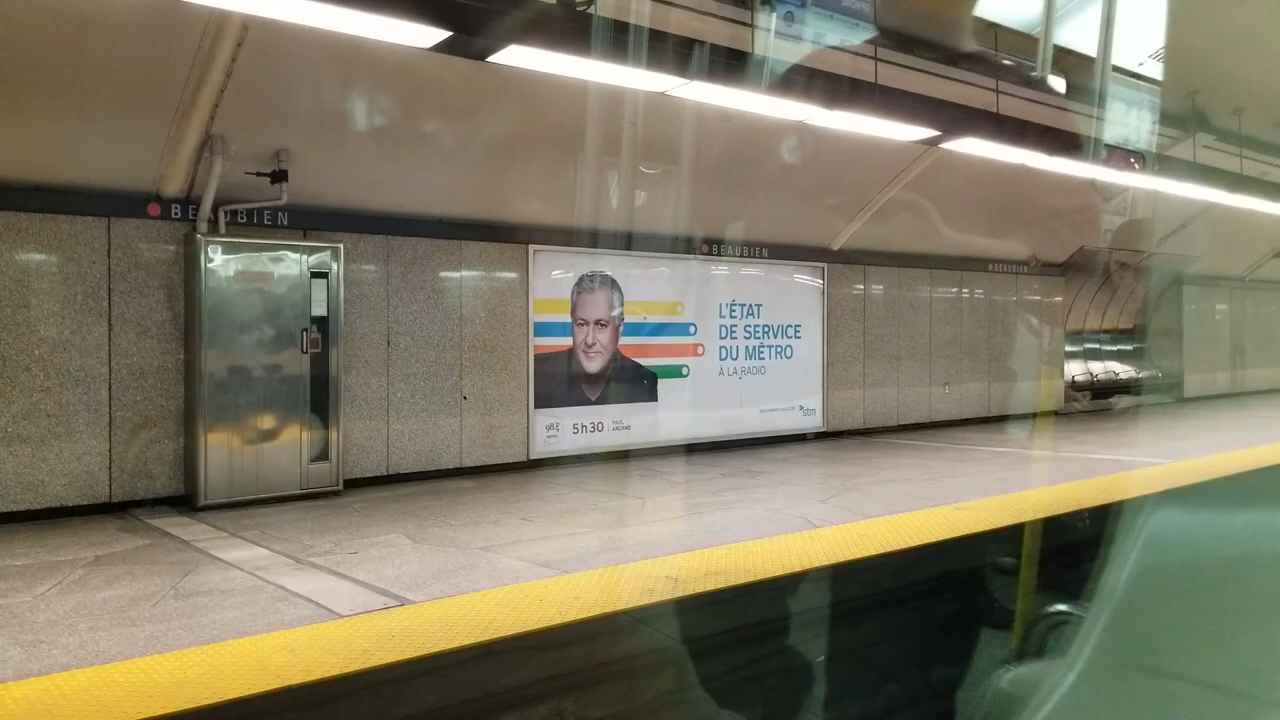 BEAUBIEN
BEAUBIEN
BEAUBIEN
L'ÉTAT
DE SERVICE
DU MÉTRO
À LA RADIO
98.5
5h30
PAUL
ARCAND
stm